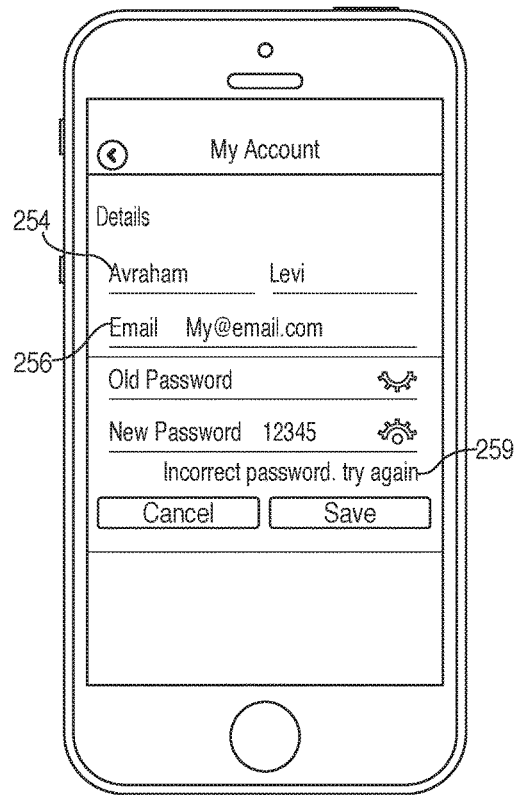 My Account
Details
254
Avraham Levi
Email My@email.com
256
Old Password
New Password 12345
Incorrect password. try again
259
Cancel Save